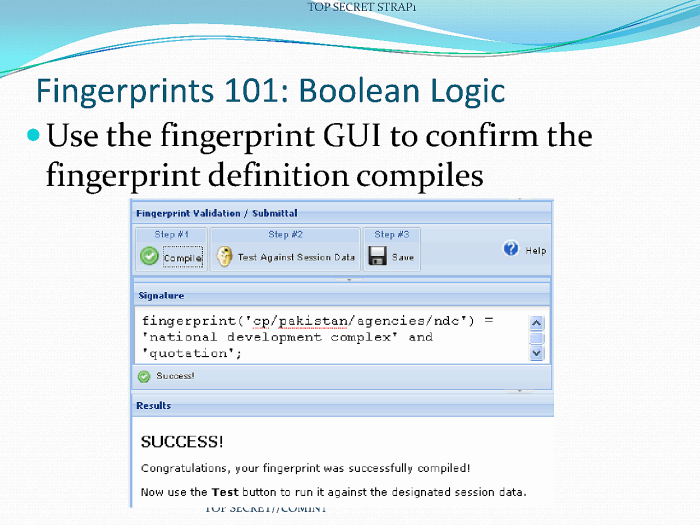 TOP SECRET STRAP1
Fingerprints 101: Boolean Logic
Use the fingerprint GUI to confirm the
fingerprint definition compiles
Fingerprint Validation / Submittal
Step #1 Step #2 Step #3
Compile Test Against Session Data Save Help
Signature
fingerprint('cp/pakistan/agencies/ndc') =
'national development complex' and
'quotation';
Success!
Results
SUCCESS!
Congratulations, your fingerprint was successfully compiled!
Now use the Test button to run it against the designated session data.
TOP SECRET//COMINT